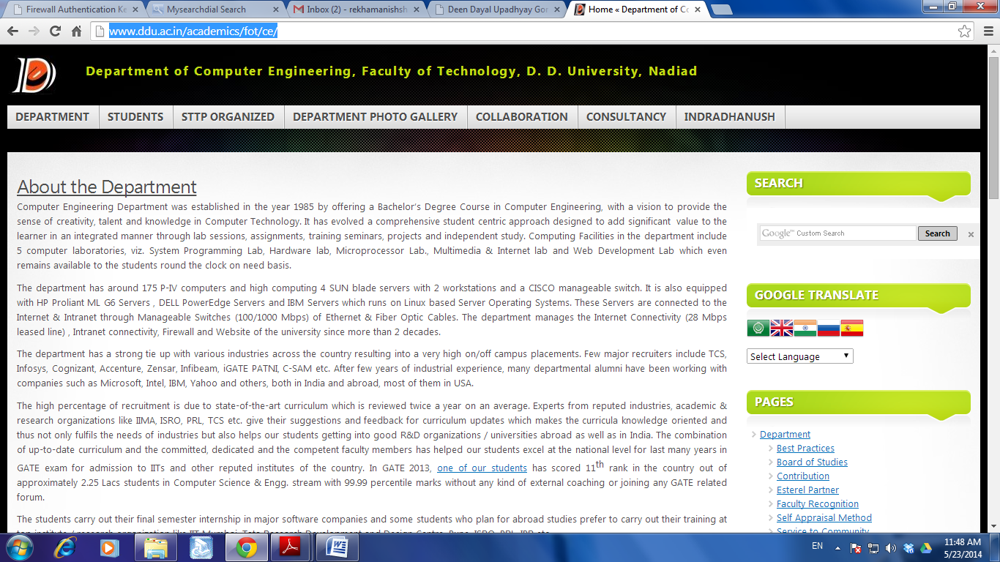 Firewall Authentication Ke
Mysearchdial Search
Inbox (2) - rekhamanishsh
Deen Dayal Upadhyay Gor
Home « Department of Co
www.ddu.ac.in/academics/fot/ce/
Department of Computer Engineering, Faculty of Technology, D. D. University, Nadiad
DEPARTMENT STUDENTS STTP ORGANIZED DEPARTMENT PHOTO GALLERY COLLABORATION CONSULTANCY INDRADHANUSH
About the Department
Computer Engineering Department was established in the year 1985 by offering a Bachelor's Degree Course in Computer Engineering, with a vision to provide the
sense of creativity, talent and knowledge in Computer Technology. It has evolved a comprehensive student centric approach designed to add significant value to the
learner in an integrated manner through lab sessions, assignments, training seminars, projects and independent study. Computing Facilities in the department include
5 computer laboratories, viz. System Programming Lab, Hardware lab, Microprocessor Lab., Multimedia & Internet lab and Web Development Lab which even
remains available to the students round the clock on need basis.
The department has around 175 P-IV computers and high computing 4 SUN blade servers with 2 workstations and a CISCO manageable switch. It is also equipped
with HP Proliant ML G6 Servers , DELL PowerEdge Servers and IBM Servers which runs on Linux based Server Operating Systems. These Servers are connected to the
Internet & Intranet through Manageable Switches (100/1000 Mbps) of Ethernet & Fiber Optic Cables. The department manages the Internet Connectivity (28 Mbps
leased line) , Intranet connectivity, Firewall and Website of the university since more than 2 decades.
The department has a strong tie up with various industries across the country resulting into a very high on/off campus placements. Few major recruiters include TCS,
Infosys, Cognizant, Accenture, Zensar, Infibeam, iGATE PATNI, C-SAM etc. After few years of industrial experience, many departmental alumni have been working with
companies such as Microsoft, Intel, IBM, Yahoo and others, both in India and abroad, most of them in USA.
The high percentage of recruitment is due to state-of-the-art curriculum which is reviewed twice a year on an average. Experts from reputed industries, academic &
research organizations like IIMA, ISRO, PRL, TCS etc. give their suggestions and feedback for curriculum updates which makes the curricula knowledge oriented and
thus not only fulfils the needs of industries but also helps our students getting into good R&D organizations / universities abroad as well as in India. The combination
of up-to-date curriculum and the committed, dedicated and the competent faculty members has helped our students excel at the national level for last many years in
GATE exam for admission to IITs and other reputed institutes of the country. In GATE 2013, one of our students has scored 11th rank in the country out of
approximately 2.25 Lacs students in Computer Science & Engg. stream with 99.99 percentile marks without any kind of external coaching or joining any GATE related
forum.
The students carry out their final semester internship in major software companies and some students who plan for abroad studies prefer to carry out their training at
top institute / research organization like IIT Mumbai, Tata Research Development and Design Centre, Pune, ISRO, PRL, IPR etc.
SEARCH
Google™ Custom Search Search ×
GOOGLE TRANSLATE
Select Language
PAGES
Department
Best Practices
Board of Studies
Contribution
Esterel Partner
Faculty Recognition
Self Appraisal Method
Service to Community
EN
11:48 AM
5/23/2014